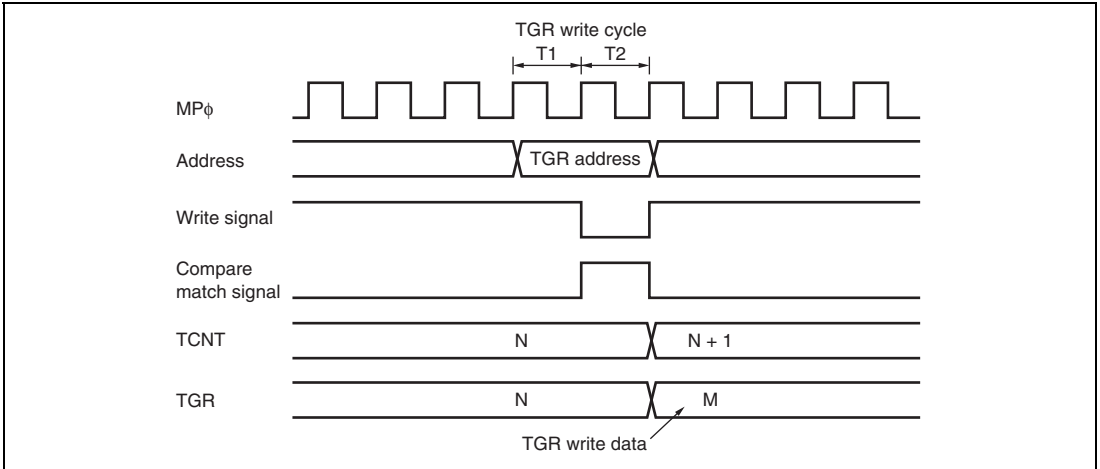 TGR write cycle
T1 T2
MPϕ
Address TGR address
Write signal
Compare
match signal
TCNT N N + 1
TGR N M
TGR write data